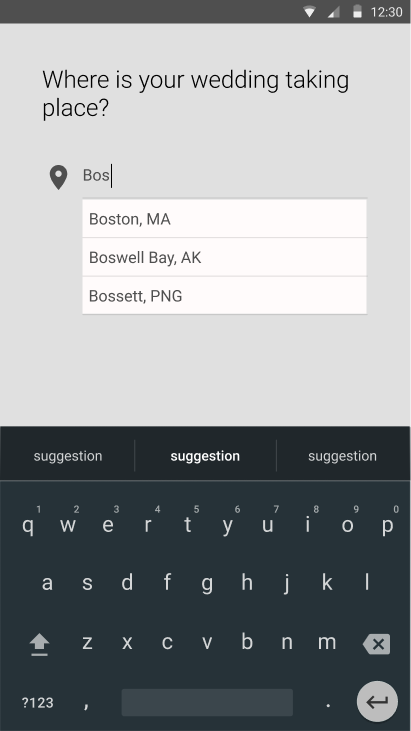 12:30
Where is your wedding taking
place?
Bos
Boston, MA
Boswell Bay, AK
Bossett, PNG
suggestion suggestion suggestion
1 2 3 4 5 6 7 8 9 0
q w e r t y u i o p
a s d f g h j k l
z x c v b n m
?123 , .